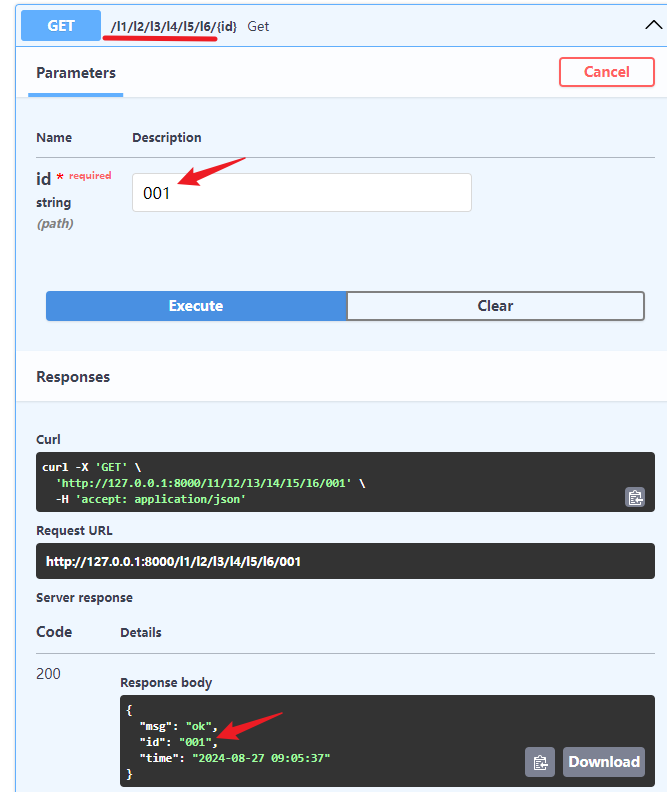 GET /l1/l2/l3/l4/l5/l6/{id} Get
Parameters Cancel
Name Description
id * required
001
string
(path)
Execute Clear
Responses
Curl
curl -X 'GET' \
'http://127.0.0.1:8000/l1/l2/l3/l4/l5/l6/001' \
-H 'accept: application/json'
Request URL
http://127.0.0.1:8000/l1/l2/l3/l4/l5/l6/001
Server response
Code Details
200
Response body
{
"msg": "ok",
"id": "001",
"time": "2024-08-27 09:05:37"
}
Download